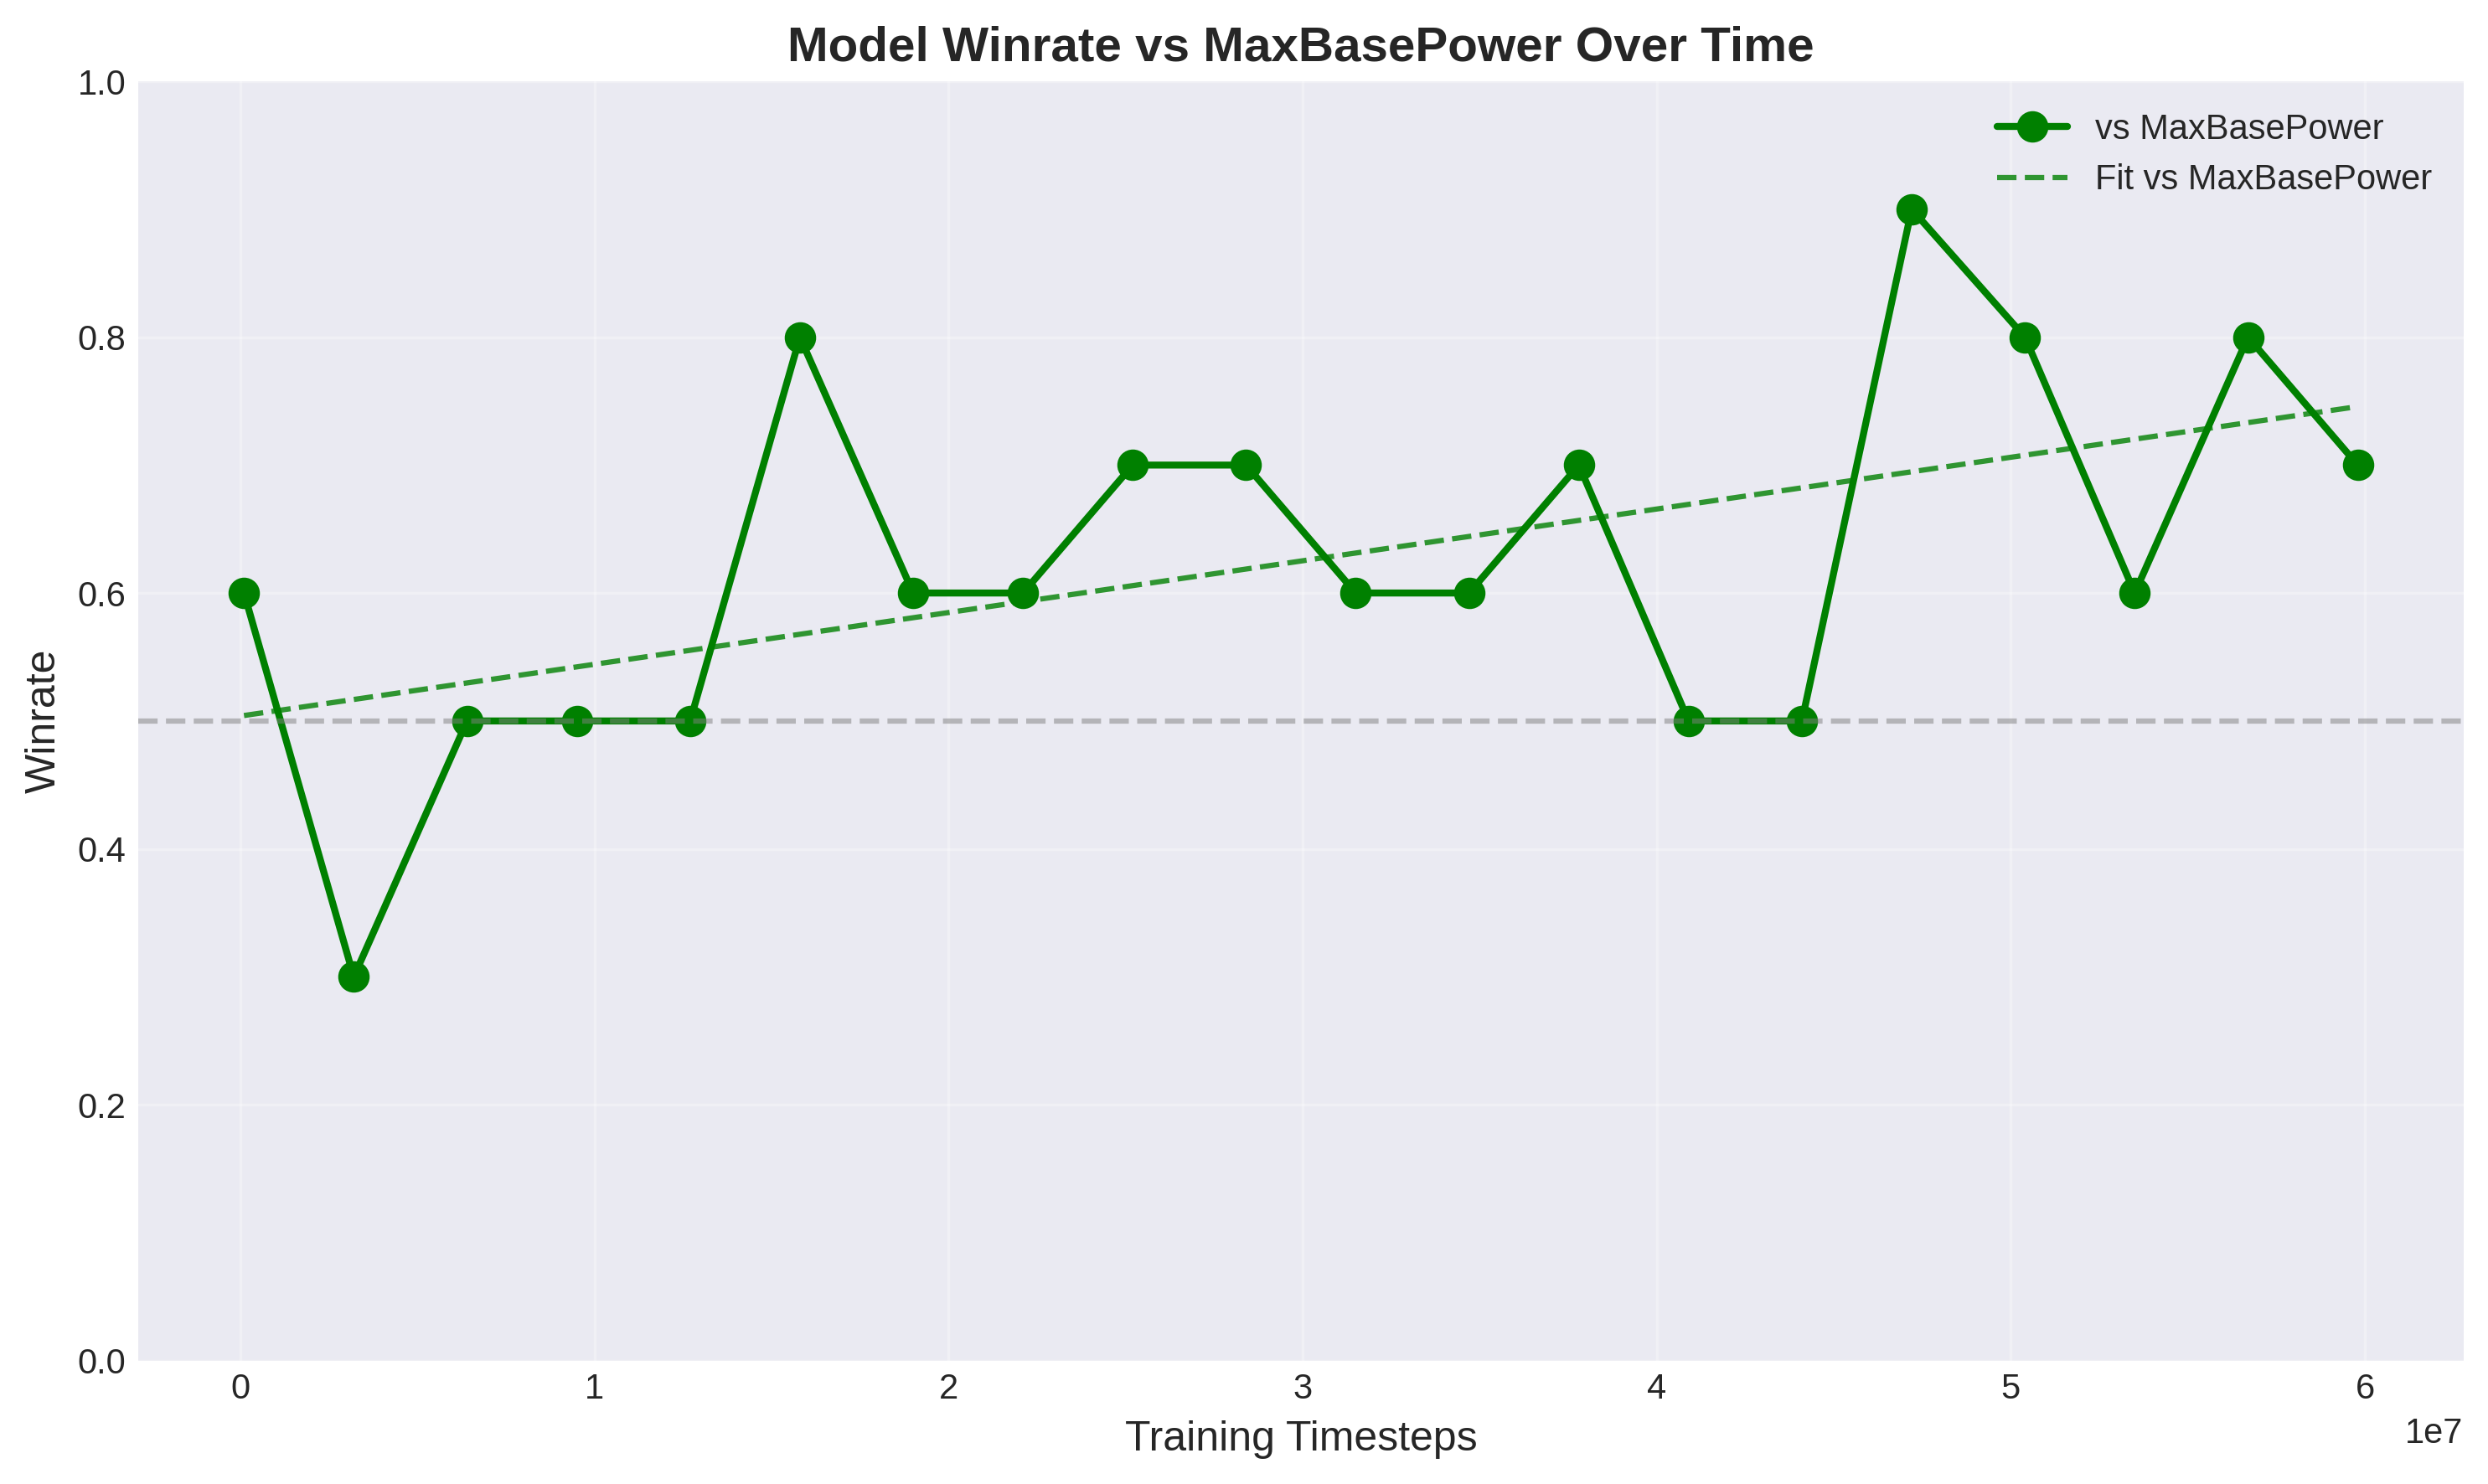 Model Winrate vs MaxBasePower Over Time
vs MaxBasePower
Fit vs MaxBasePower
Winrate
1.0
0.8
0.6
0.4
0.2
0.0
0 1 2 3 4 5 6
1e7
Training Timesteps